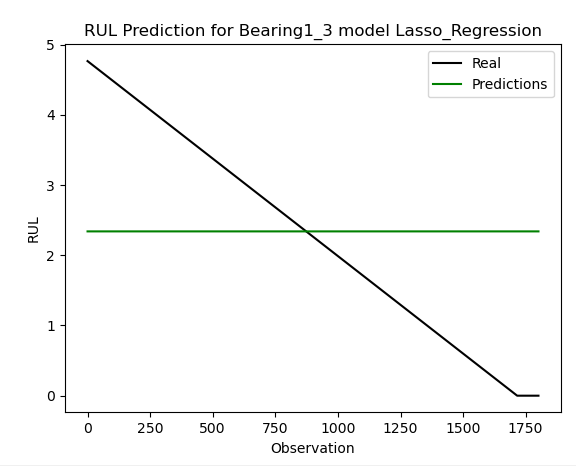 RUL Prediction for Bearing1_3 model Lasso_Regression
Real
Predictions
5
4
3
2
1
0
RUL
0 250 500 750 1000 1250 1500 1750
Observation